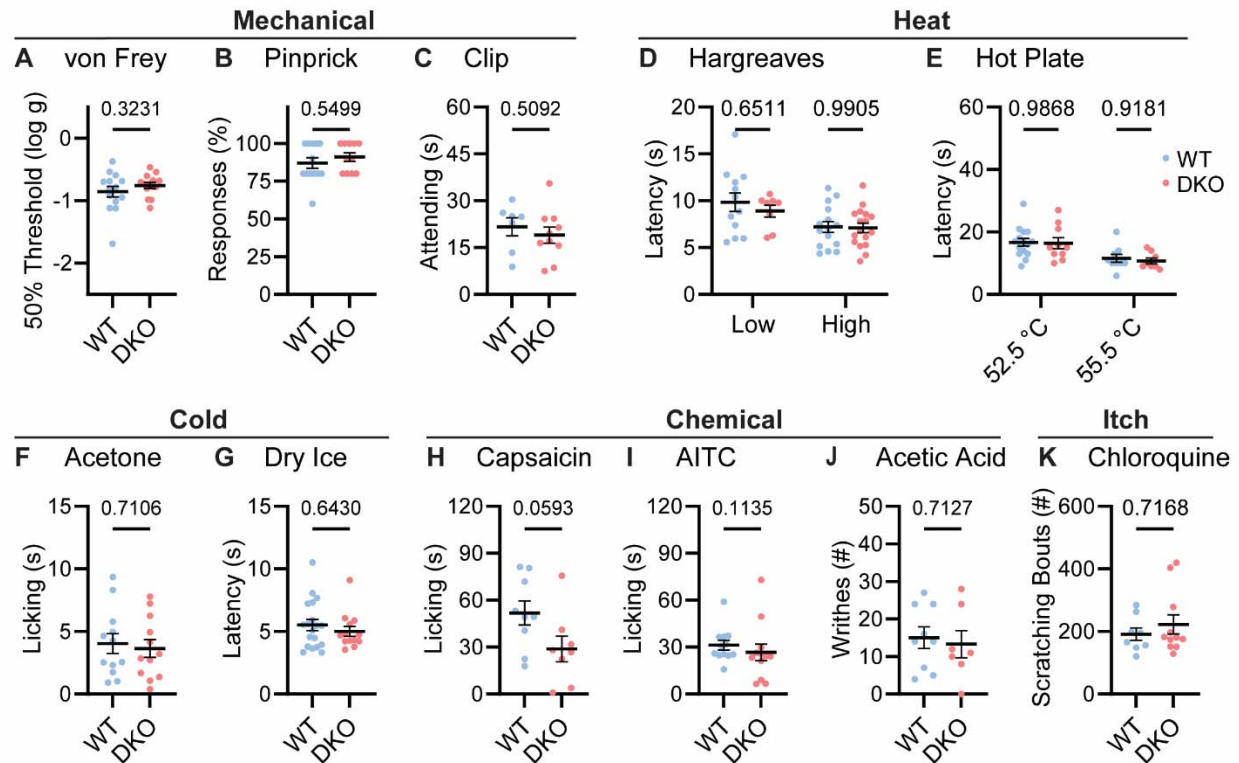 Mechanical
Heat
A von Frey
B Pinprick
C Clip
D Hargreaves
E Hot Plate
50% Threshold (log g)
0
-1
-2
0.3231
WT
DKO
Responses (%)
100
75
50
25
0
0.5499
WT
DKO
Attending (s)
60
45
30
15
0
0.5092
WT
DKO
Latency (s)
20
15
10
5
0
0.6511
0.9905
Low
High
Latency (s)
60
40
20
0
0.9868
0.9181
52.5 °C
55.5 °C
WT
DKO
Cold
Chemical
Itch
F Acetone
G Dry Ice
H Capsaicin
I AITC
J Acetic Acid
K Chloroquine
Licking (s)
15
10
5
0
0.7106
WT
DKO
Latency (s)
15
10
5
0
0.6430
WT
DKO
Licking (s)
120
90
60
30
0
0.0593
WT
DKO
Licking (s)
120
90
60
30
0
0.1135
WT
DKO
Writhes (#)
50
40
30
20
10
0
0.7127
WT
DKO
Scratching Bouts (#)
600
400
200
0
0.7168
WT
DKO